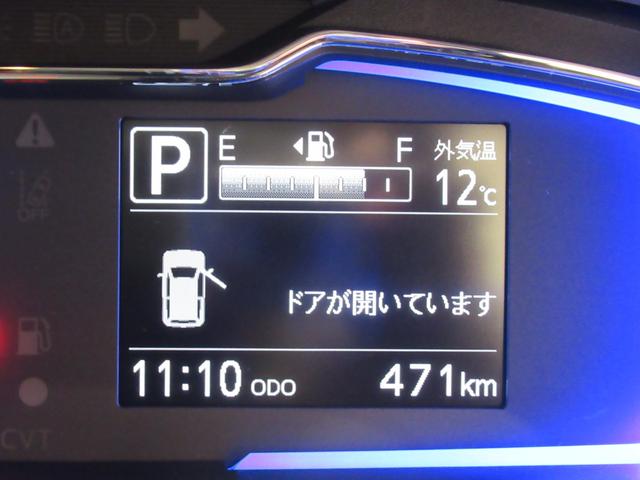 P E F 外気温
12℃
ドアが開いています
11:10 ODO 471km
OFF
CVT